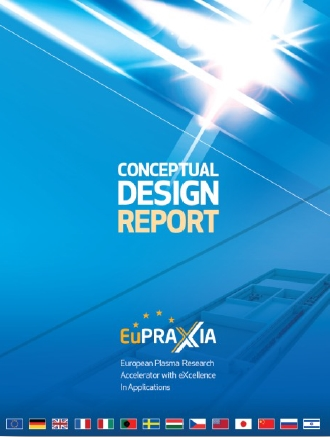 CONCEPTUAL
DESIGN
REPORT
EuPRAXIA
European Plasma Research
Accelerator with eXcellence
In Applications